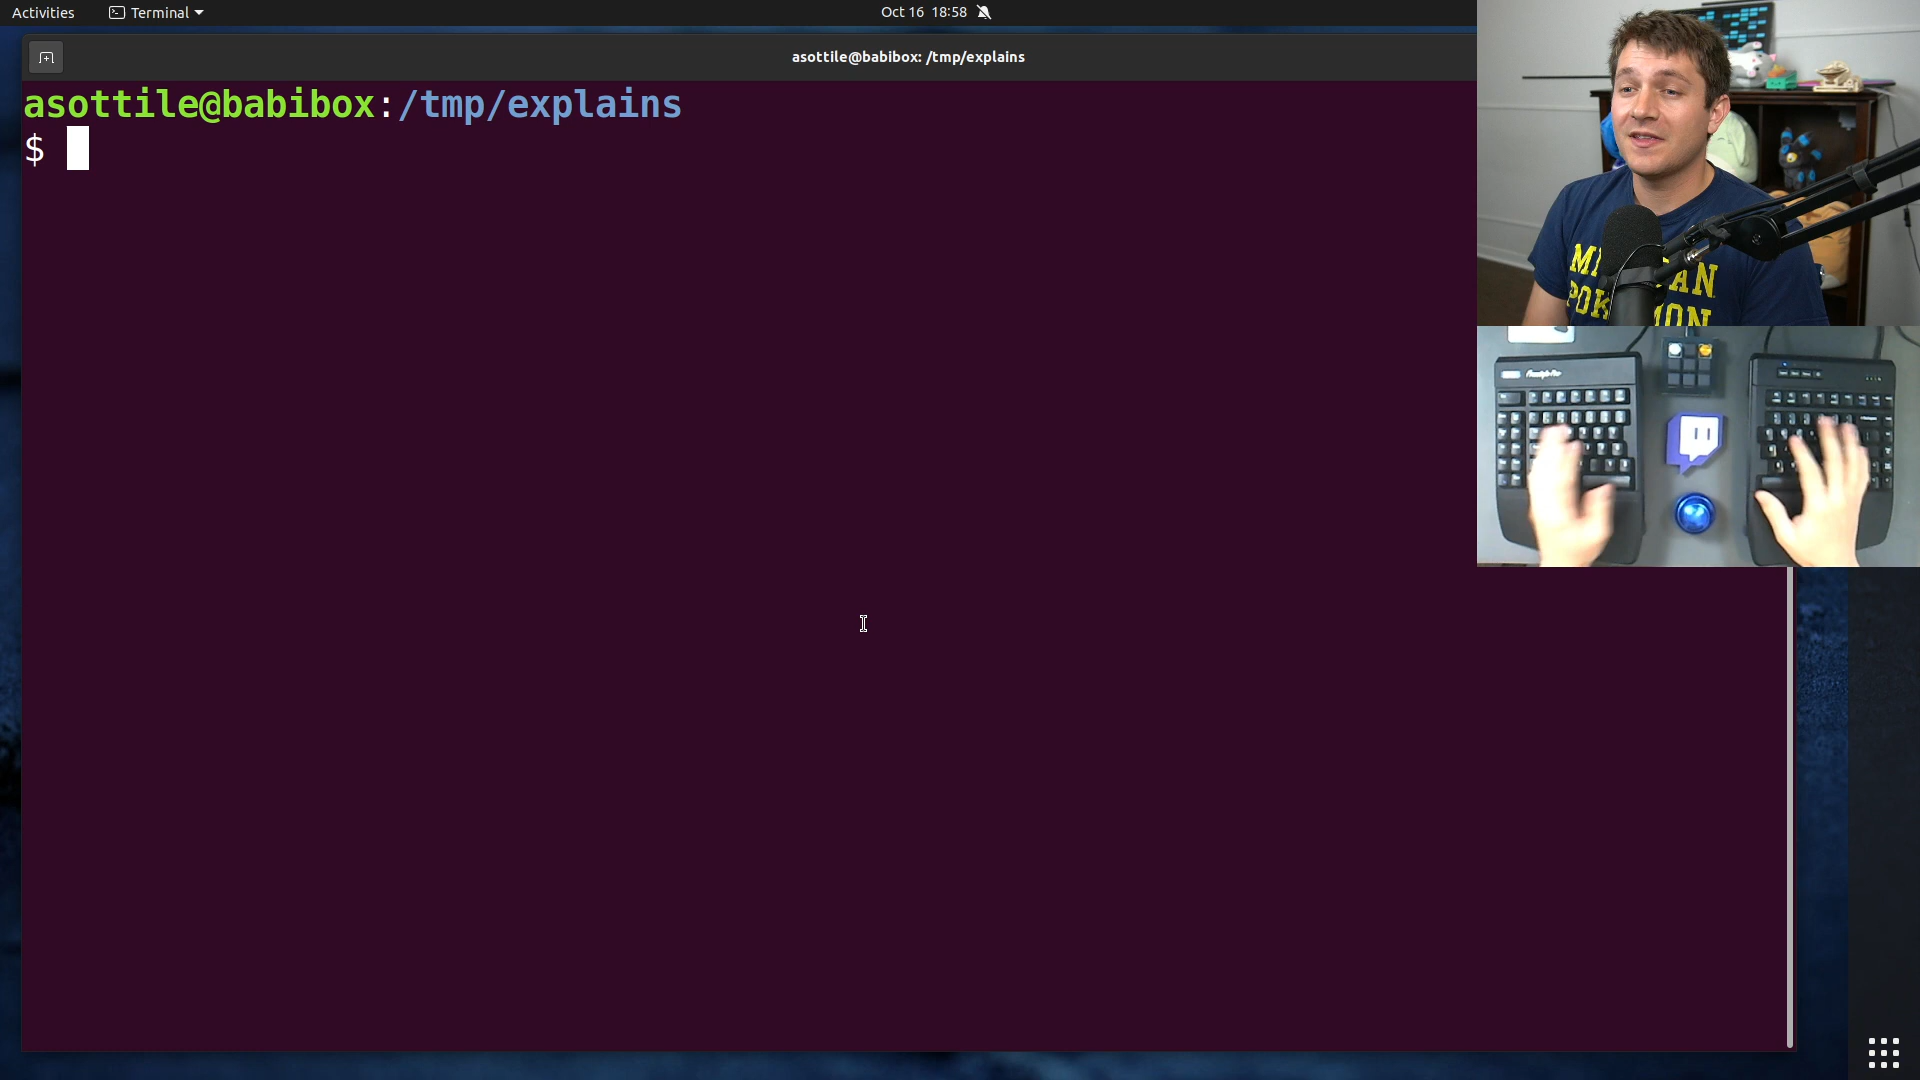 Activities
Terminal
Oct 16 18:58
asottile@babibox: /tmp/explains
asottile@babibox:/tmp/explains
$